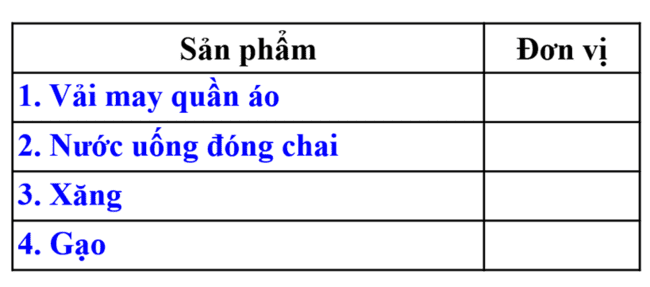 Sản phẩm Đơn vị
1. Vải may quần áo
2. Nước uống đóng chai
3. Xăng
4. Gạo